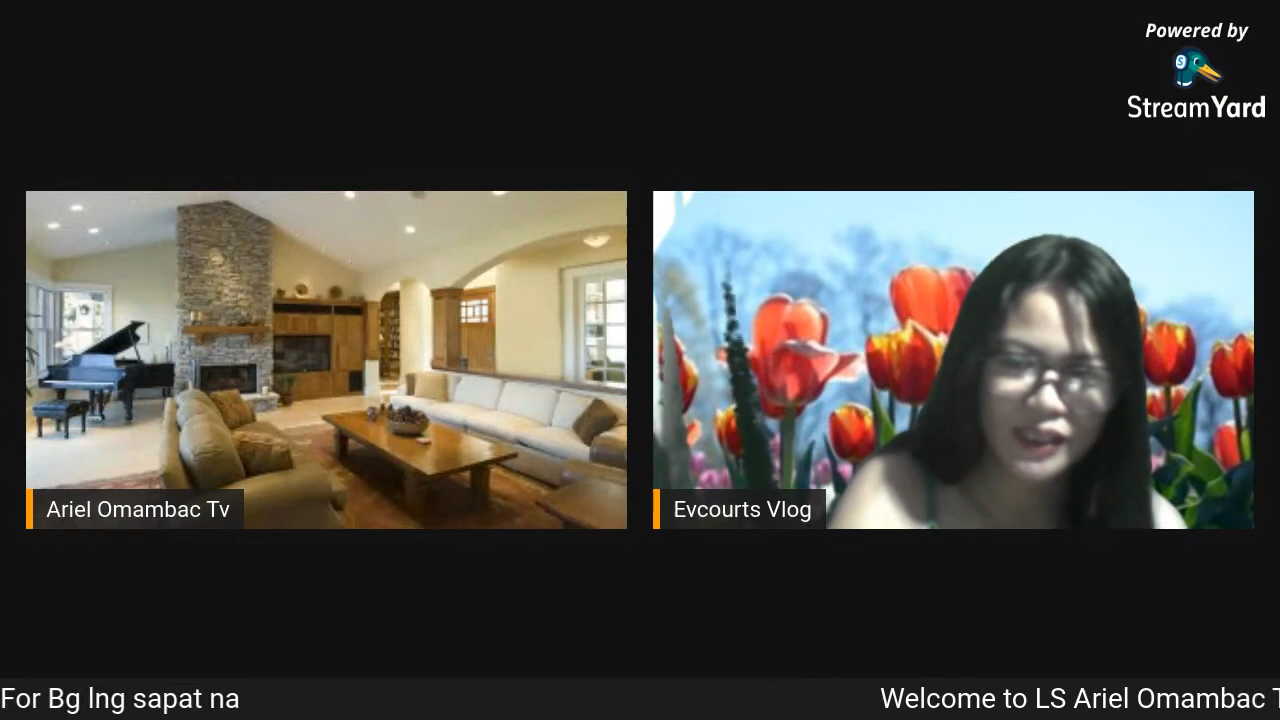 Powered by
StreamYard
Ariel Omambac Tv
Evcourts Vlog
For Bg lng sapat na
Welcome to LS Ariel Omambac T